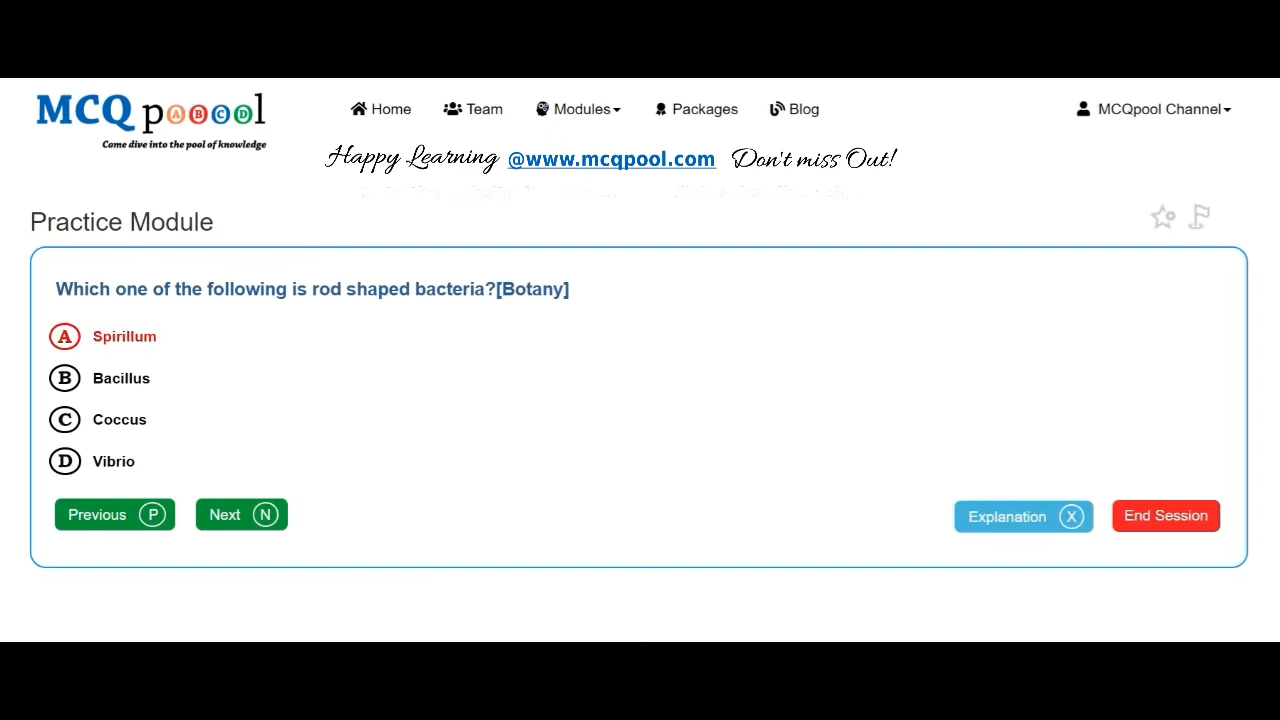 MCQ pooool
Come dive into the pool of knowledge
Home Team Modules Packages Blog MCQpool Channel
Happy Learning @www.mcqpool.com Don't miss Out!
Practice Module
Which one of the following is rod shaped bacteria?[Botany]
A Spirillum
B Bacillus
C Coccus
D Vibrio
Previous P Next N Explanation X End Session